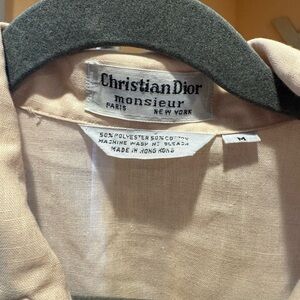 Christian Dior
monsieur
PARIS NEW YORK
50% POLYESTER 50% COTTON
MACHINE WASH NO BLEACH
MADE IN HONG KONG
M